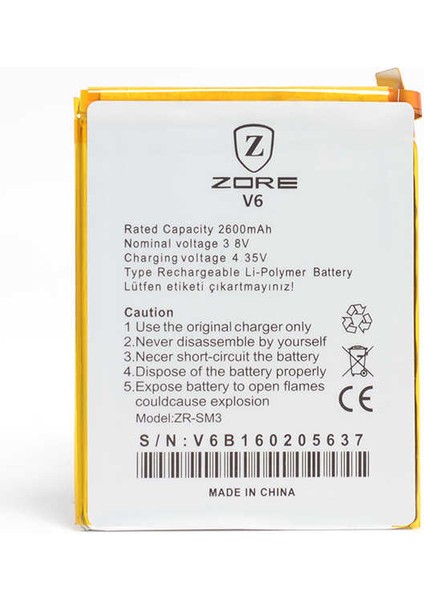 Z
ZORE
V6
Rated Capacity 2600mAh
Nominal voltage 3 8V
Charging voltage 4 35V
Type Rechargeable Li-Polymer Battery
Lütfen etiketi çıkartmayınız!
Caution
1 Use the original charger only
2.Never disassemble by yourself
3.Necer short-circuit the battery
4.Dispose of the battery properly
5.Expose battery to open flames
couldcause explosion
Model:ZR-SM3
CE
S/N:V6B160205637
MADE IN CHINA